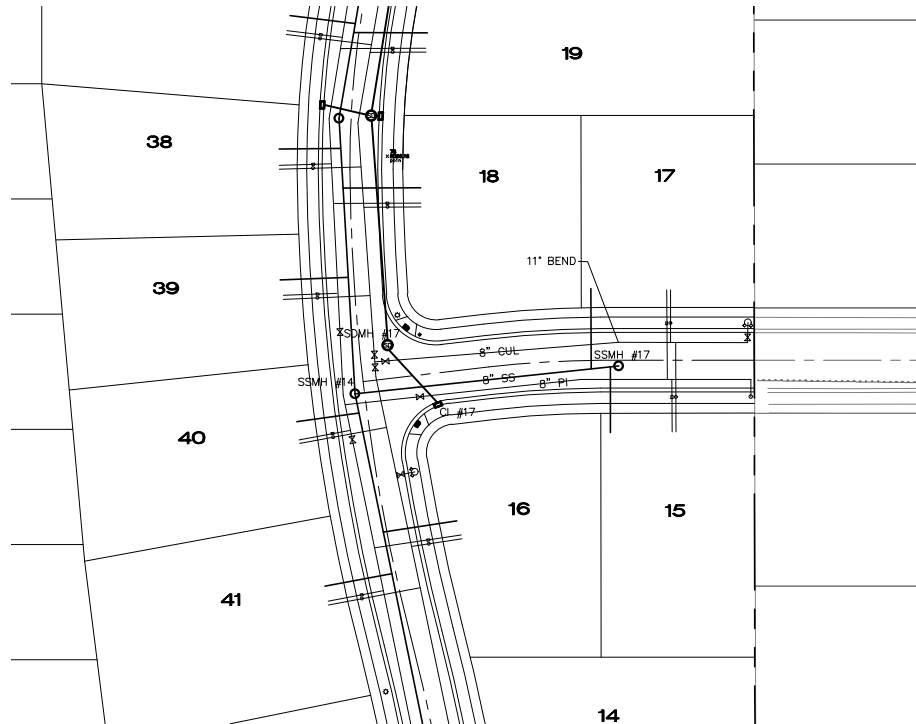 19
38
18
17
11° BEND
39
SDMH #17
8" CUL
SSMH #17
SSMH #14
8" SS
8" PI
CI #17
40
16
15
41
14